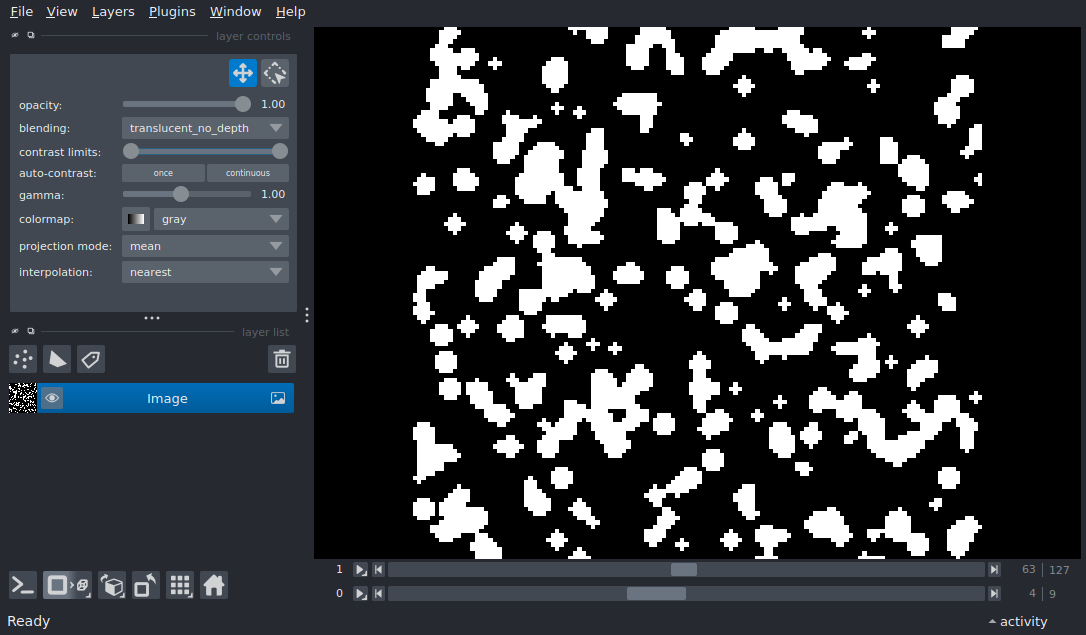 File View Layers Plugins Window Help
layer controls
opacity: 1.00
blending: translucent_no_depth
contrast limits:
auto-contrast: once continuous
gamma: 1.00
colormap: gray
projection mode: mean
interpolation: nearest
layer list
Image
1 63 127
0 4 9
Ready activity